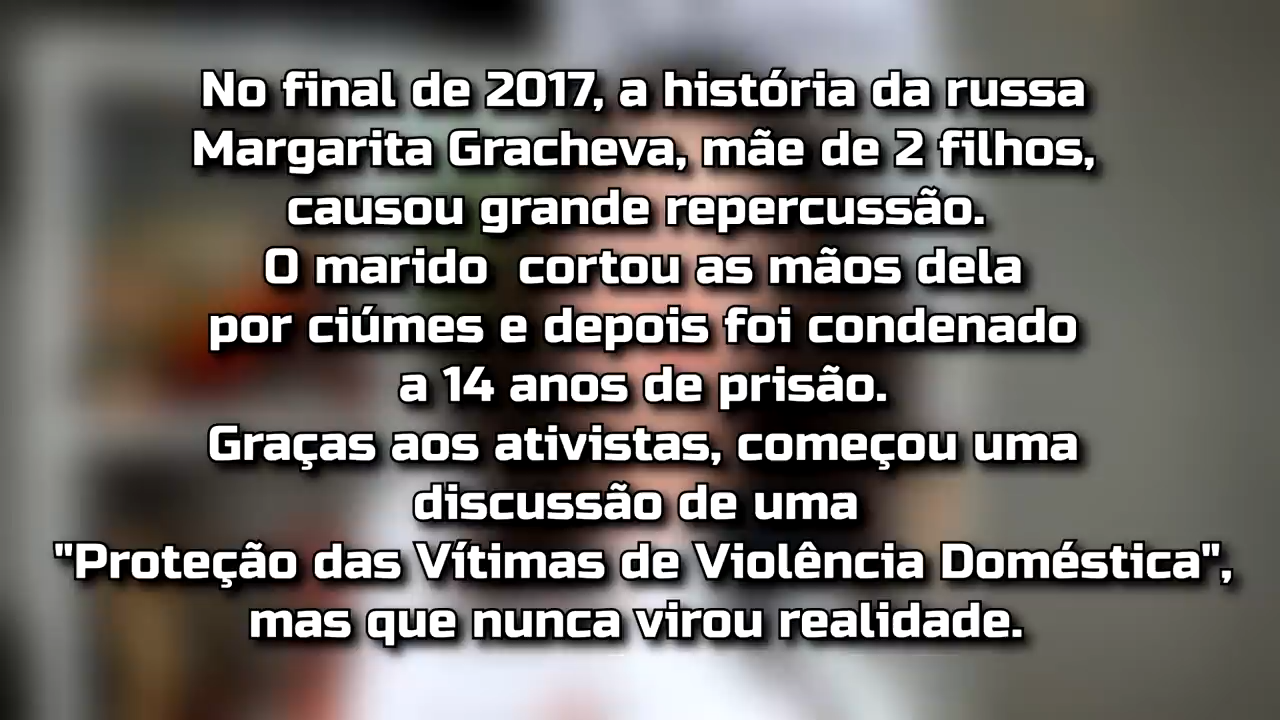 No final de 2017, a história da russa
Margarita Gracheva, mãe de 2 filhos,
causou grande repercussão.
O marido  cortou as mãos dela
por ciúmes e depois foi condenado
a 14 anos de prisão.
Graças aos ativistas, começou uma
discussão de uma
"Proteção das Vítimas de Violência Doméstica",
mas que nunca virou realidade.